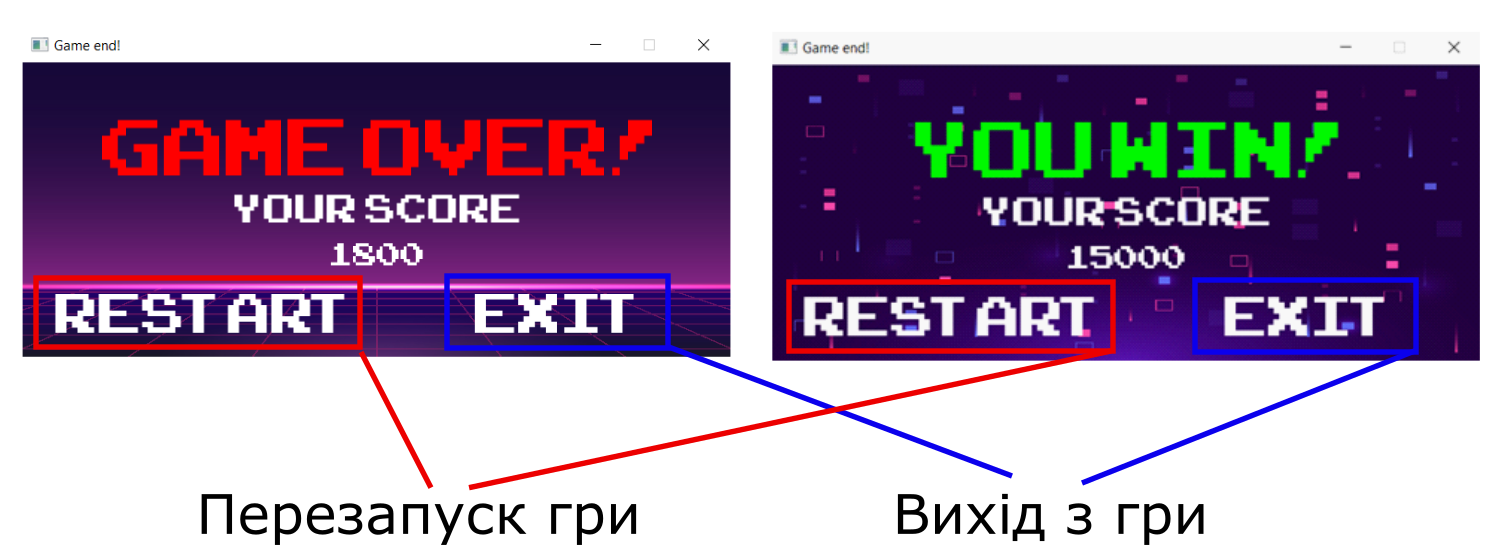 Game end!
GAME OVER!
YOUR SCORE
1800
RESTART
EXIT
Game end!
YOU WIN!
YOUR SCORE
15000
RESTART
EXIT
Перезапуск гри
Вихід з гри